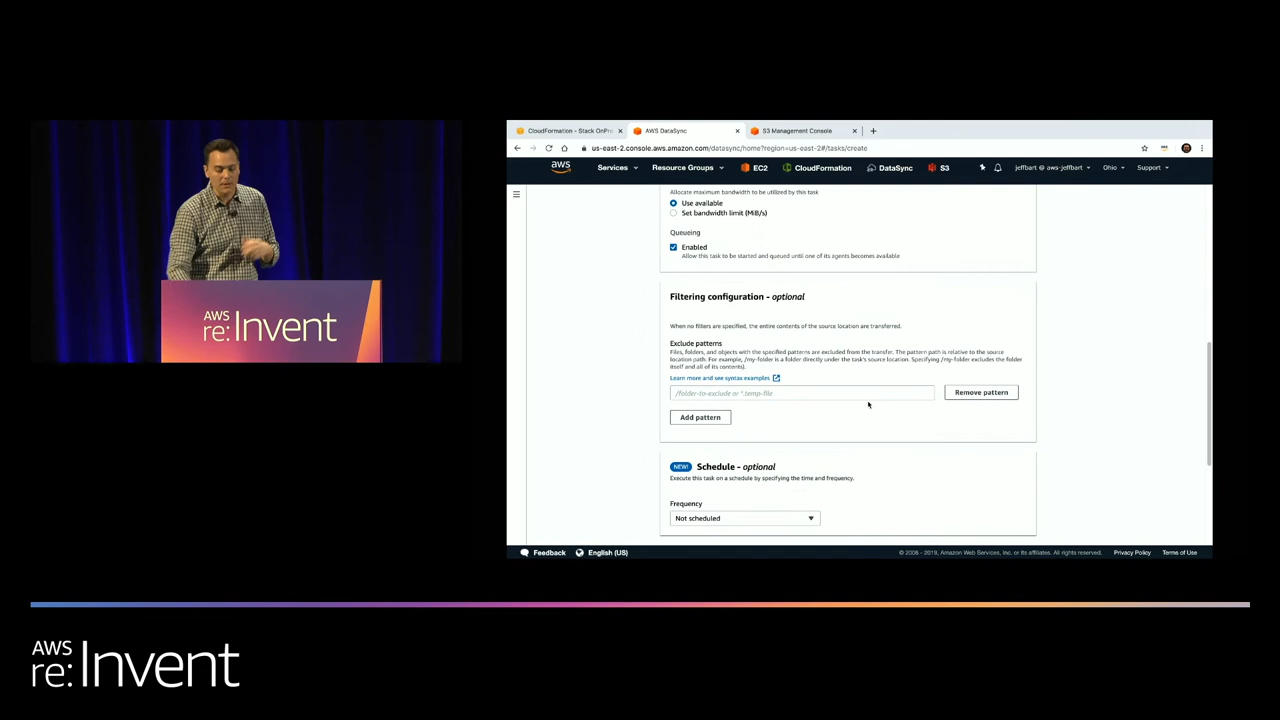 CloudFormation - Stack OnPre
AWS DataSync
S3 Management Console
us-east-2.console.aws.amazon.com/datasync/home?region=us-east-2#/tasks/create
aws
Services
Resource Groups
EC2
CloudFormation
DataSync
S3
jeffbart @ aws-jeffbart
Ohio
Support
Allocate maximum bandwidth to be utilized by this task
Use available
Set bandwidth limit (MiB/s)
Queueing
Enabled
Allow this task to be started and queued until one of its agents becomes available
Filtering configuration - optional
When no filters are specified, the entire contents of the source location are transferred.
Exclude patterns
Files, folders, and objects with the specified patterns are excluded from the transfer. The pattern path is relative to the source
location path. For example, /my-folder is a folder directly under the task's source location. Specifying /my-folder excludes the folder
itself and all of its contents).
Learn more and see syntax examples
/folder-to-exclude or *.temp-file
Remove pattern
Add pattern
NEW!
Schedule - optional
Execute this task on a schedule by specifying the time and frequency.
Frequency
Not scheduled
Feedback
English (US)
© 2008 - 2019, Amazon Web Services, Inc. or its affiliates. All rights reserved.
Privacy Policy
Terms of Use
AWS
re:Invent
AWS
re:Invent